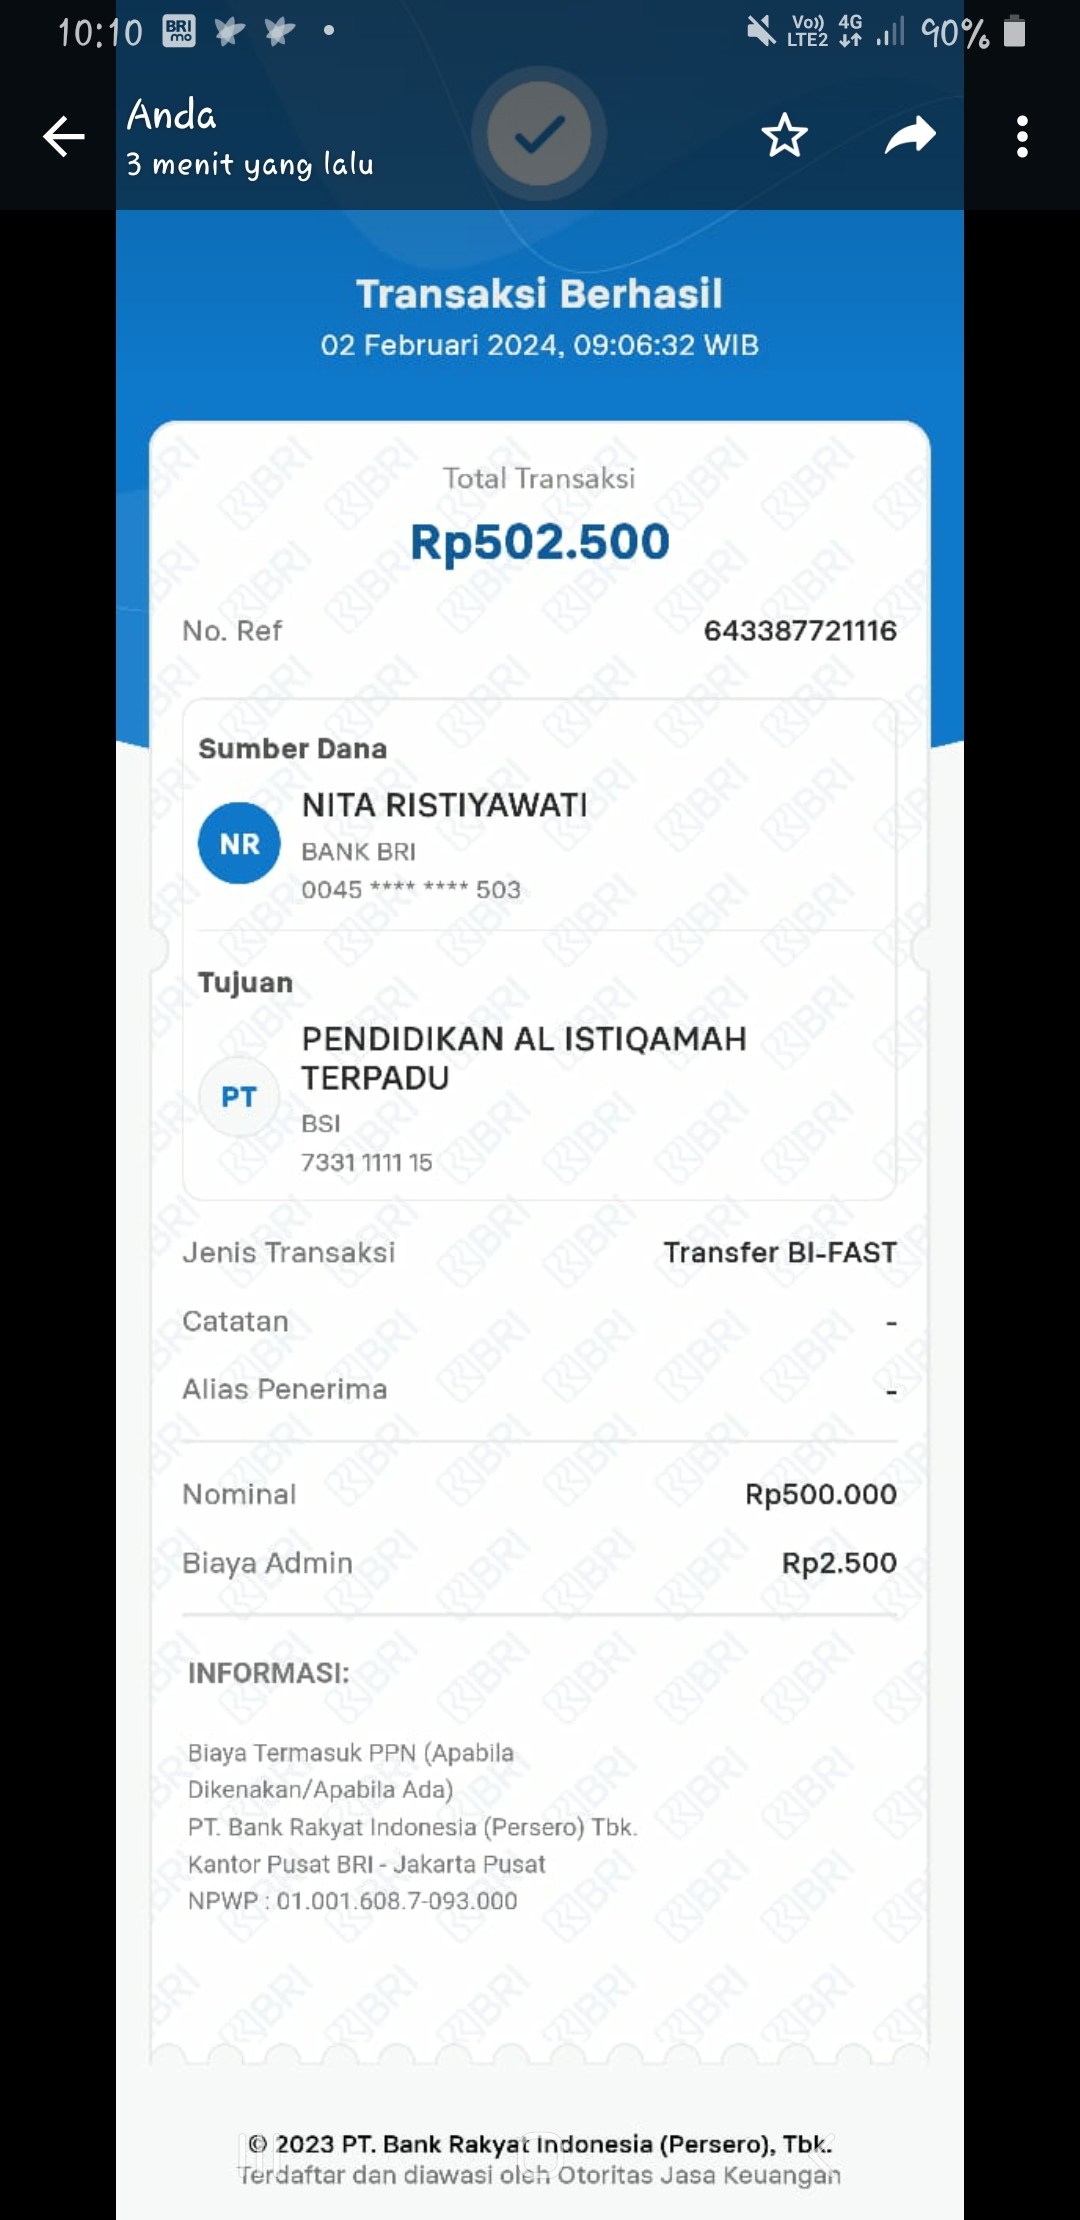 10:10 BRI mo Vo)) LTE2 4G 90%
Anda
3 menit yang lalu
Transaksi Berhasil
02 Februari 2024, 09:06:32 WIB
Total Transaksi
Rp502.500
No. Ref 643387721116
Sumber Dana
NR
NITA RISTIYAWATI
BANK BRI
0045 **** **** 503
Tujuan
PT
PENDIDIKAN AL ISTIQAMAH
TERPADU
BSI
7331 1111 15
Jenis Transaksi Transfer BI-FAST
Catatan -
Alias Penerima -
Nominal Rp500.000
Biaya Admin Rp2.500
INFORMASI:
Biaya Termasuk PPN (Apabila
Dikenakan/Apabila Ada)
PT. Bank Rakyat Indonesia (Persero) Tbk.
Kantor Pusat BRI - Jakarta Pusat
NPWP : 01.001.608.7-093.000
© 2023 PT. Bank Rakyat Indonesia (Persero), Tbk.
Terdaftar dan diawasi oleh Otoritas Jasa Keuangan